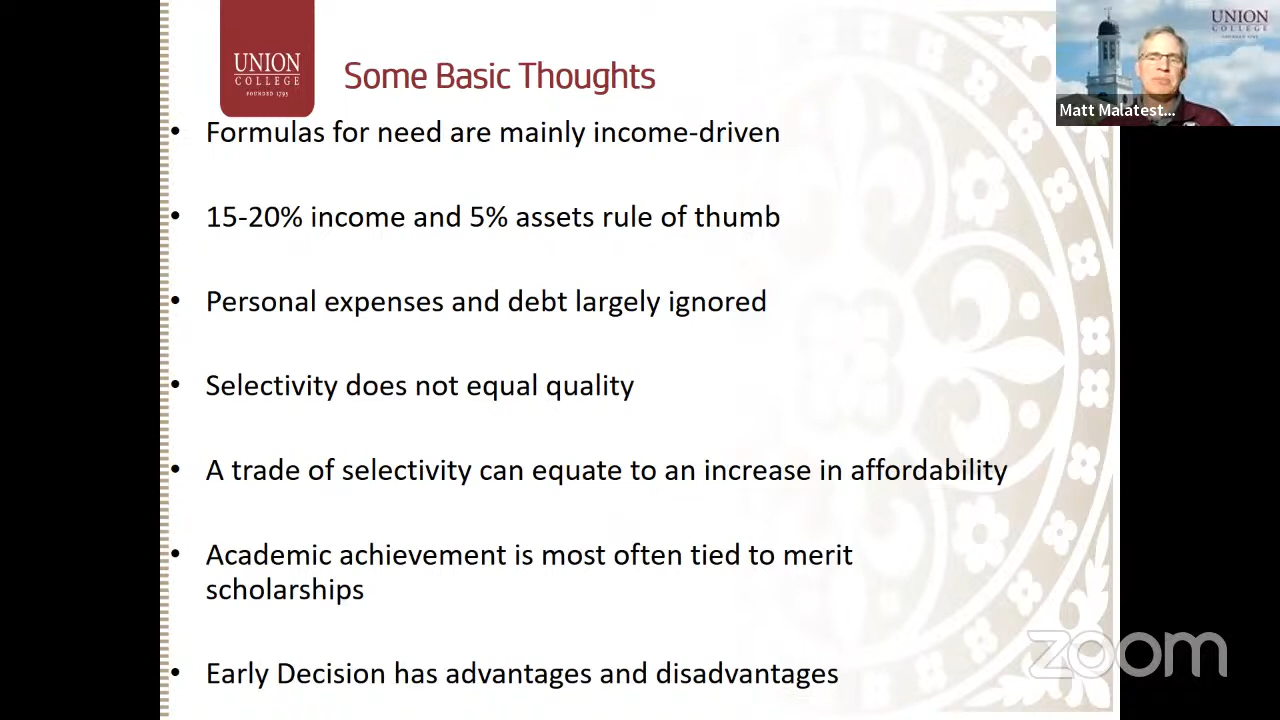 UNION
COLLEGE
FOUNDED 1795
Some Basic Thoughts
UNION
COLLEGE
Matt Malatest...
• Formulas for need are mainly income-driven
• 15-20% income and 5% assets rule of thumb
• Personal expenses and debt largely ignored
• Selectivity does not equal quality
• A trade of selectivity can equate to an increase in affordability
• Academic achievement is most often tied to merit
scholarships
• Early Decision has advantages and disadvantages
zoom